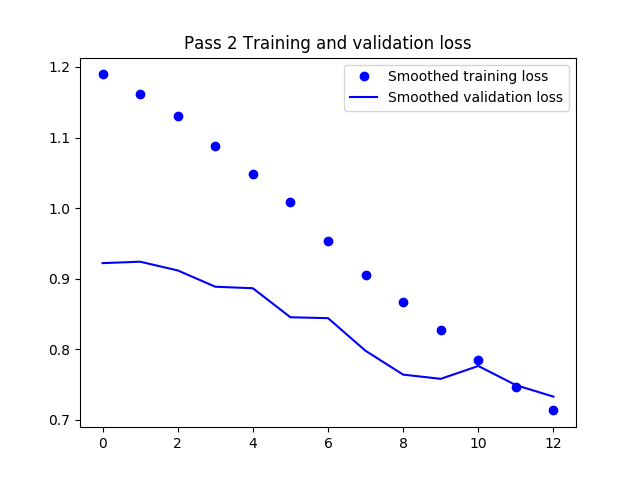 Pass 2 Training and validation loss
Smoothed training loss
Smoothed validation loss
1.2
1.1
1.0
0.9
0.8
0.7
0 2 4 6 8 10 12